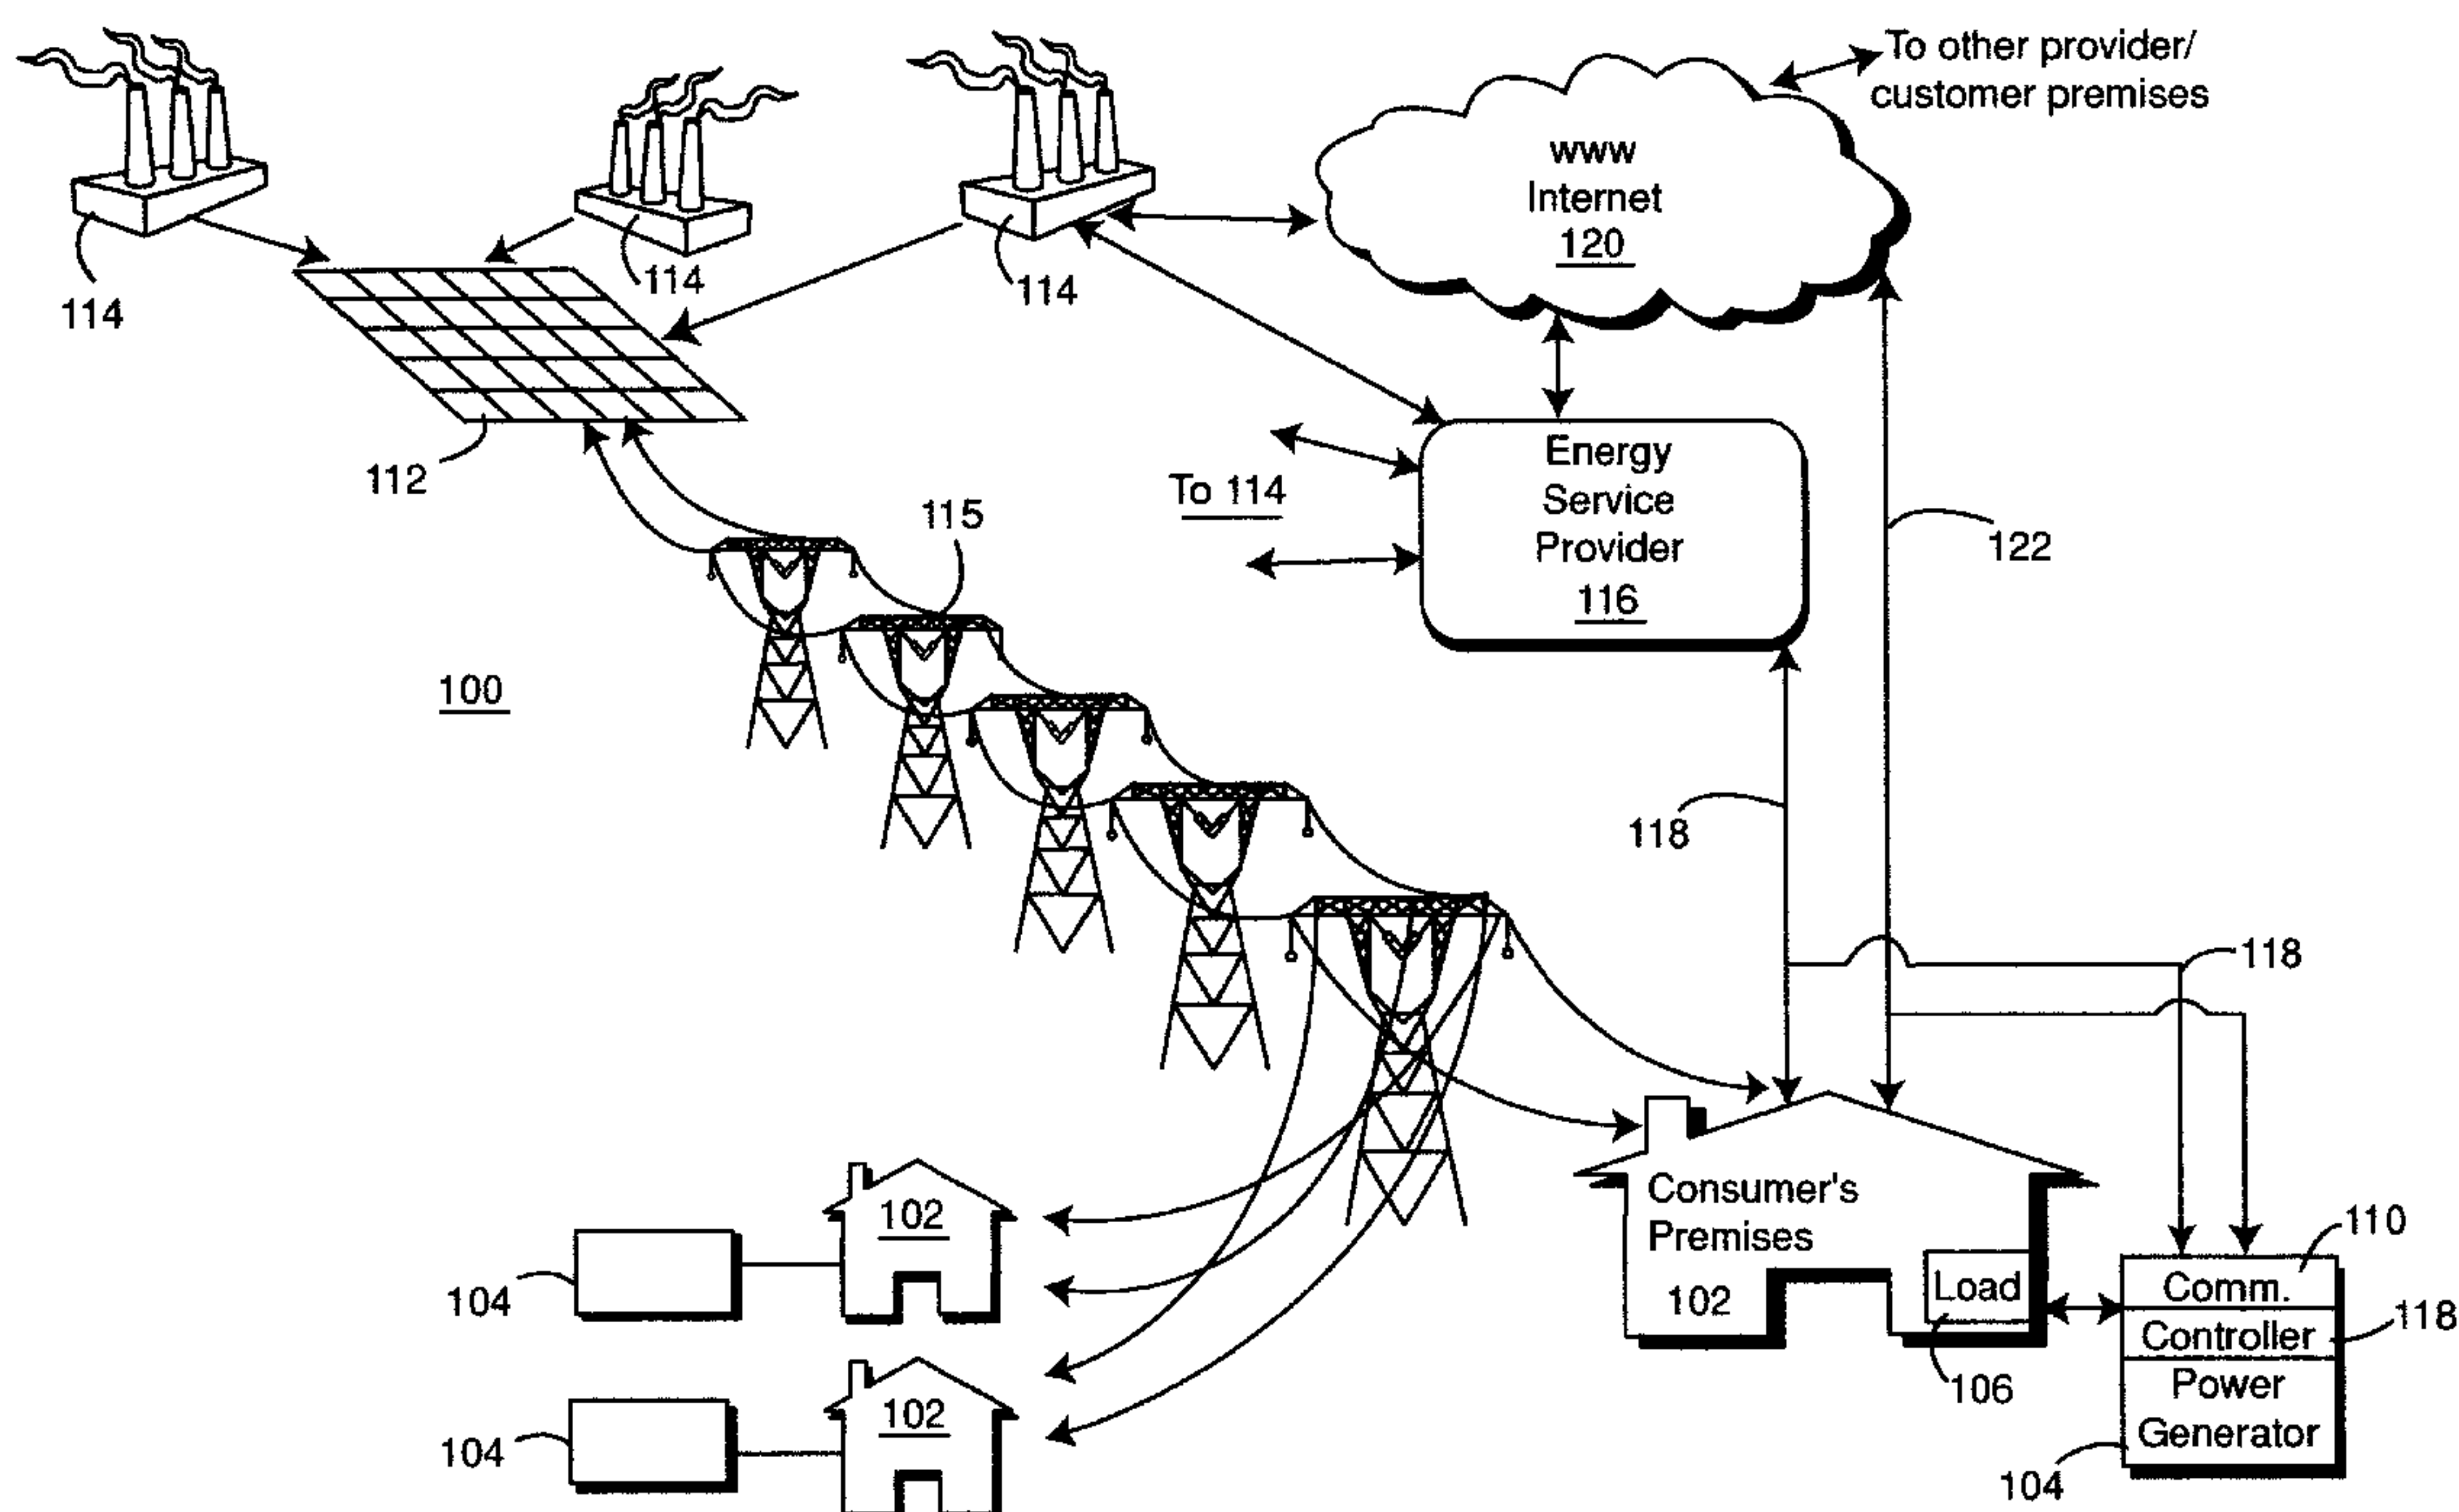 To other provider/
customer premises
www
Internet
120
114
114
114
112
115
To 114
Energy
Service
Provider
116
122
100
118
118
102
104
102
104
Consumer's
Premises
102
Load
106
110
Comm.
118
Controller
Power
Generator
104